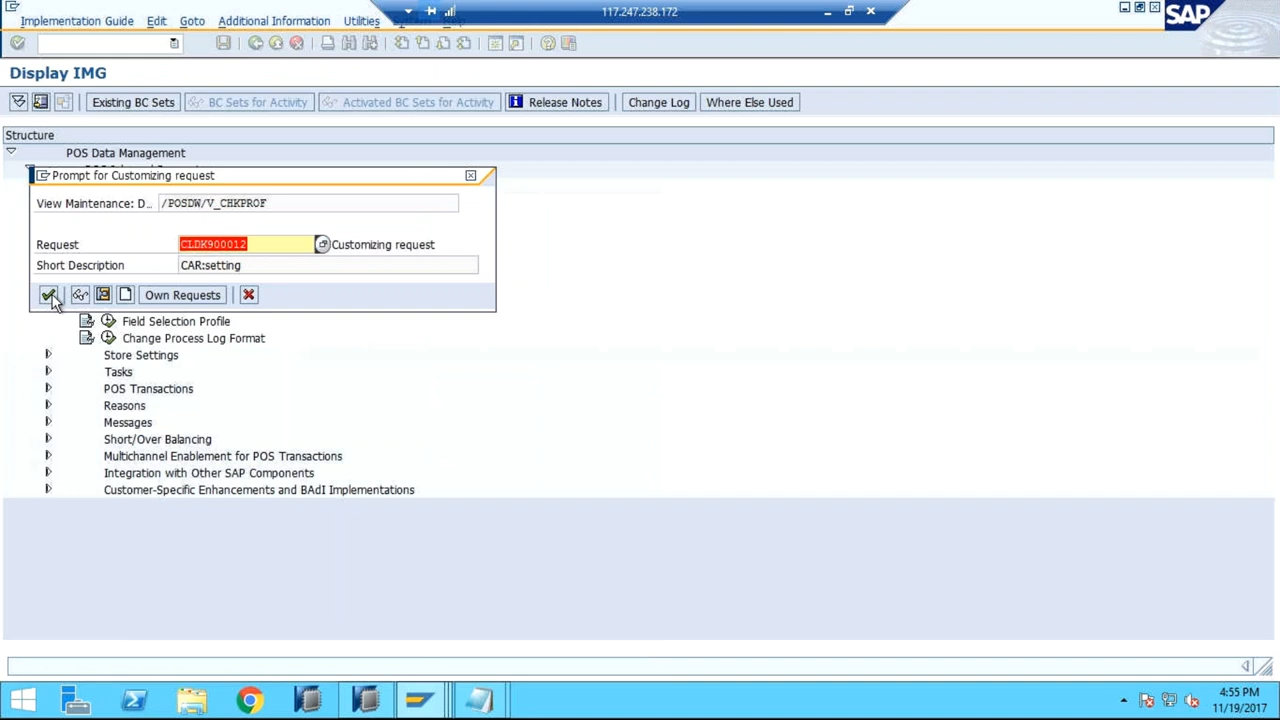 117.247.238.172
Implementation Guide Edit Goto Additional Information Utilities
SAP
Display IMG
Existing BC Sets BC Sets for Activity Activated BC Sets for Activity Release Notes Change Log Where Else Used
Structure
POS Data Management
Prompt for Customizing request
View Maintenance: D... /POSDW/V_CHKPROF
Request CLDK900012 Customizing request
Short Description CAR:setting
Own Requests
Field Selection Profile
Change Process Log Format
Store Settings
Tasks
POS Transactions
Reasons
Messages
Short/Over Balancing
Multichannel Enablement for POS Transactions
Integration with Other SAP Components
Customer-Specific Enhancements and BAdI Implementations
4:55 PM
11/19/2017